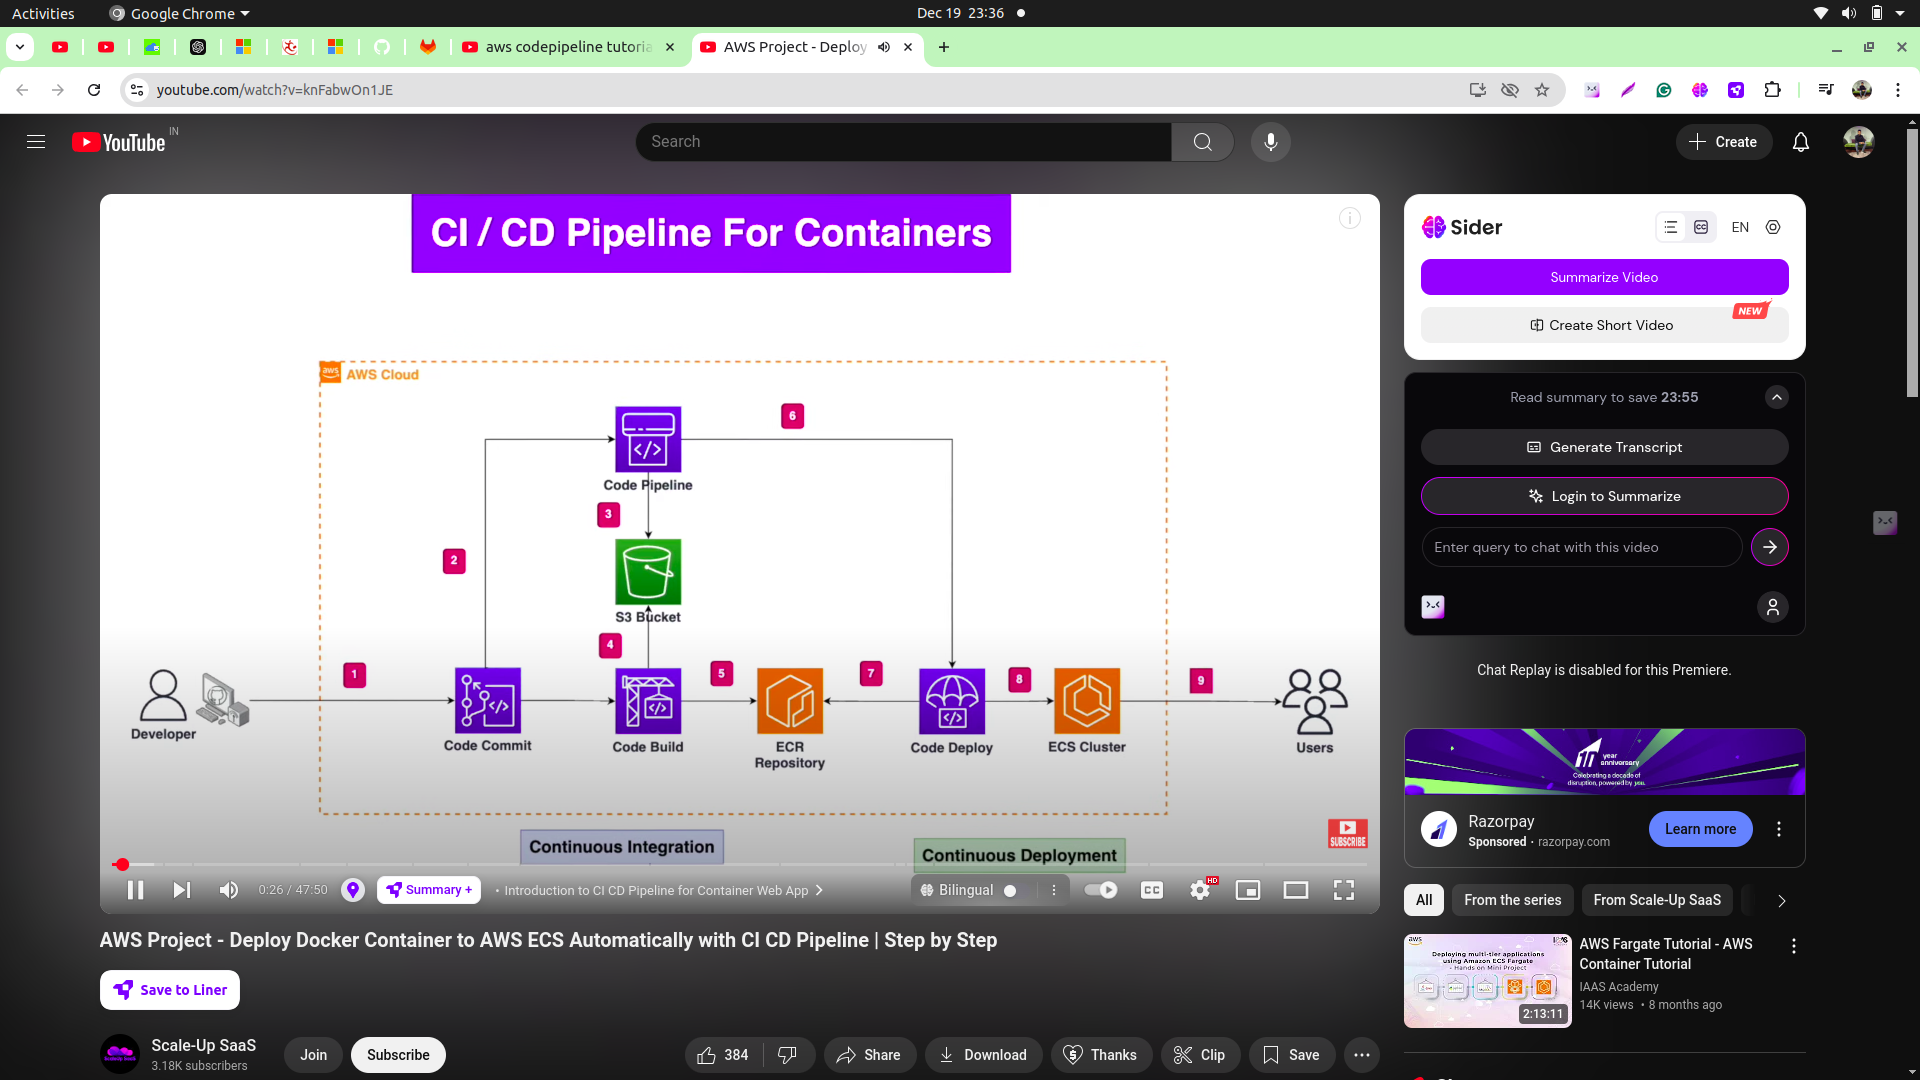 Activities
Google Chrome
Dec 19 23:36
aws codepipeline tutoria
AWS Project - Deploy
youtube.com/watch?v=knFabwOn1JE
YouTube IN
Search
Create
CI / CD Pipeline For Containers
aws AWS Cloud
6
Code Pipeline
3
2
S3 Bucket
4
1
5
7
8
9
Developer
Code Commit
Code Build
ECR
Repository
Code Deploy
ECS Cluster
Users
Continuous Integration
Continuous Deployment
SUBSCRIBE
0:26 / 47:50
Summary +
• Introduction to CI CD Pipeline for Container Web App
Bilingual
CC
HD
AWS Project - Deploy Docker Container to AWS ECS Automatically with CI CD Pipeline | Step by Step
Save to Liner
Scale-Up SaaS
3.18K subscribers
Join
Subscribe
384
Share
Download
Thanks
Clip
Save
Sider
EN
Summarize Video
NEW
Create Short Video
Read summary to save 23:55
Generate Transcript
Login to Summarize
Enter query to chat with this video
Chat Replay is disabled for this Premiere.
year
anniversary
Celebrating a decade of
disruption, powered by you.
Razorpay
Sponsored · razorpay.com
Learn more
All
From the series
From Scale-Up SaaS
aws
Deploying multi-tier applications
using Amazon ECS Fargate
- Hands on Mini Project
2:13:11
AWS Fargate Tutorial - AWS
Container Tutorial
IAAS Academy
14K views • 8 months ago